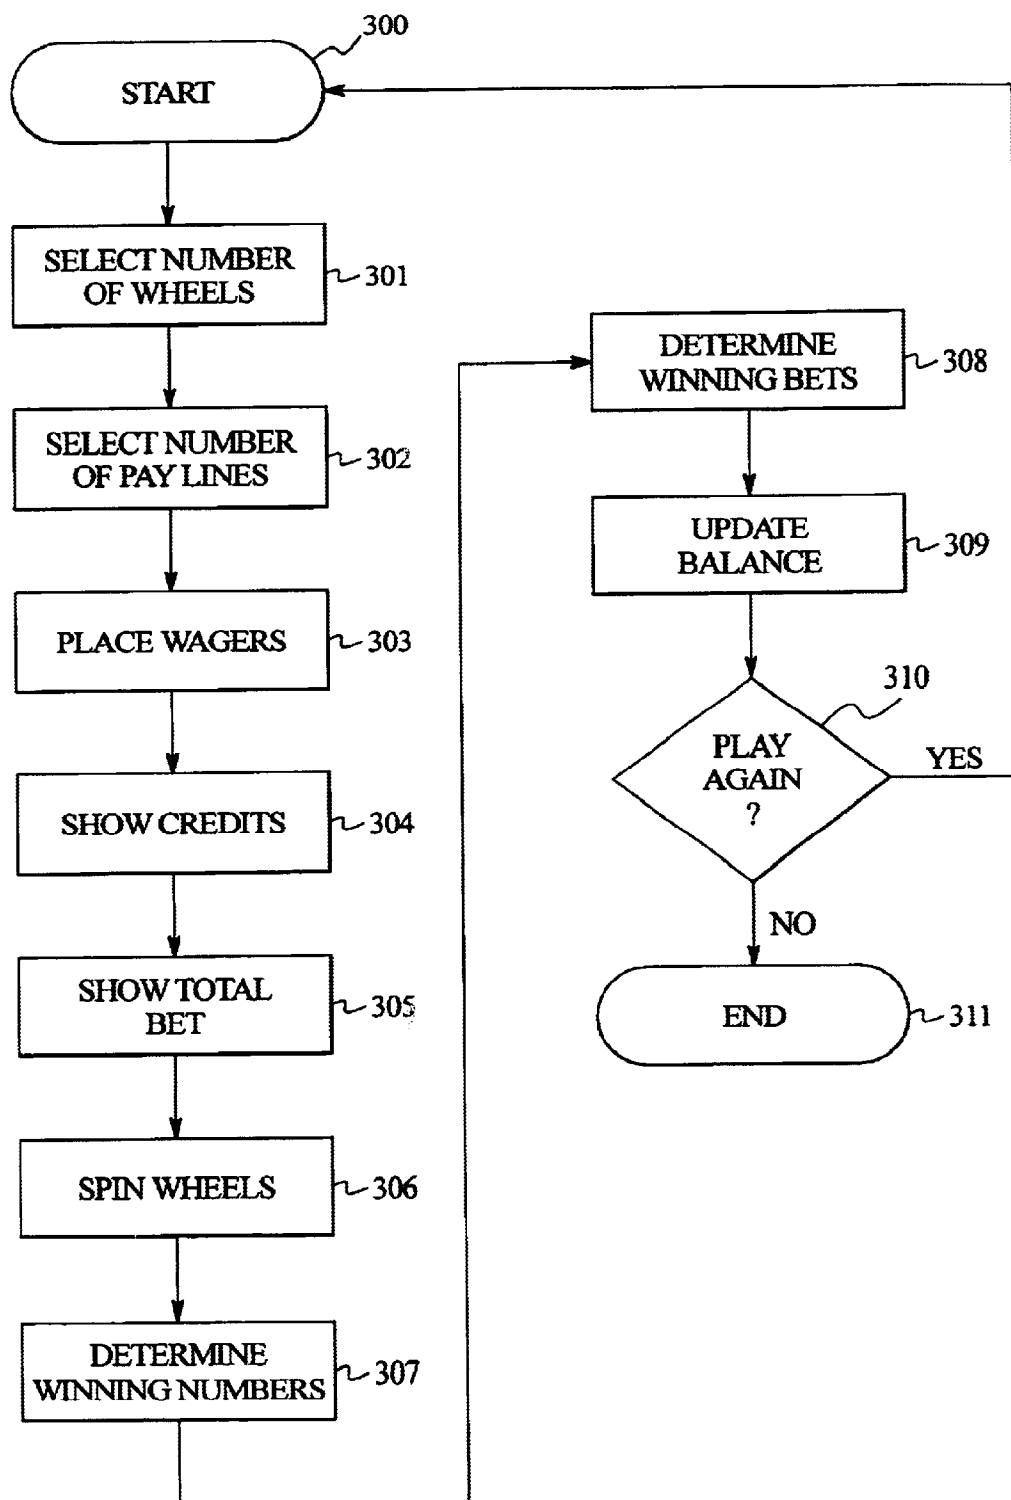 300
START
SELECT NUMBER
OF WHEELS
301
SELECT NUMBER
OF PAY LINES
302
PLACE WAGERS
303
SHOW CREDITS
304
SHOW TOTAL
BET
305
SPIN WHEELS
306
DETERMINE
WINNING NUMBERS
307
DETERMINE
WINNING BETS
308
UPDATE
BALANCE
309
310
PLAY
AGAIN
?
YES
NO
END
311